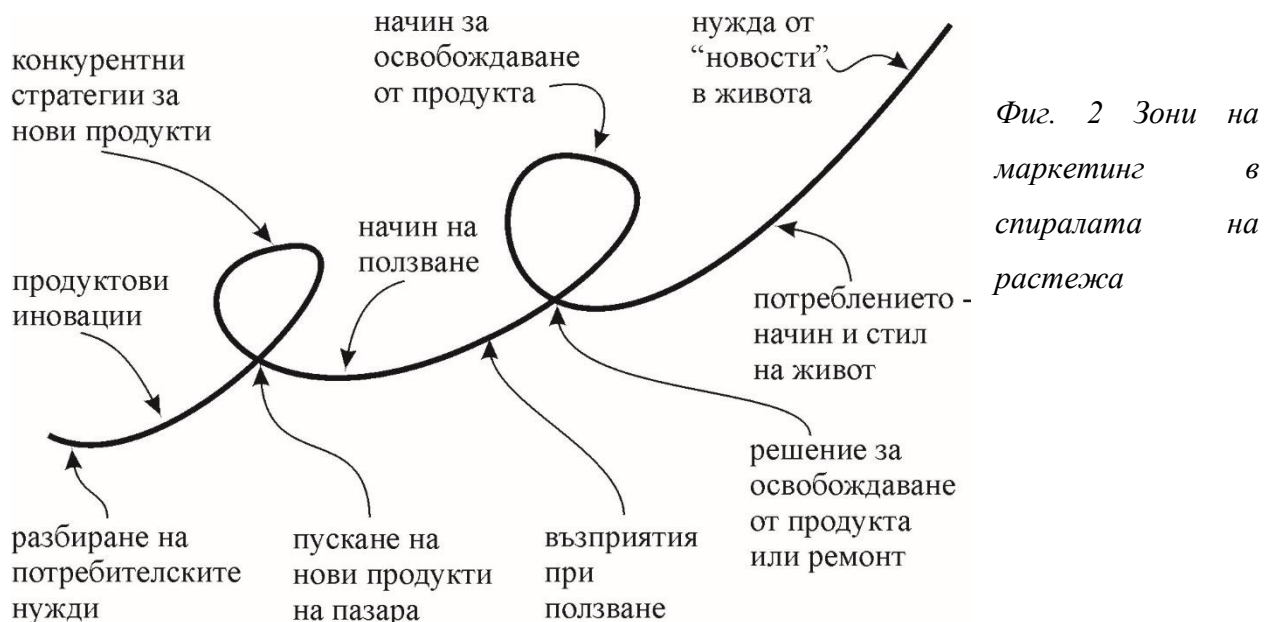 конкурентни
стратегии за
нови продукти
начин за
освобождаване
от продукта
нужда от
“новости”
в живота
продуктови
иновации
начин на
ползване
потреблението -
начин и стил
на живот
разбиране на
потребителските
нужди
пускане на
нови продукти
на пазара
възприятия
при
ползване
решение за
освобождаване
от продукта
или ремонт
Фиг. 2 Зони на
маркетинг в
спиралата на
растежа